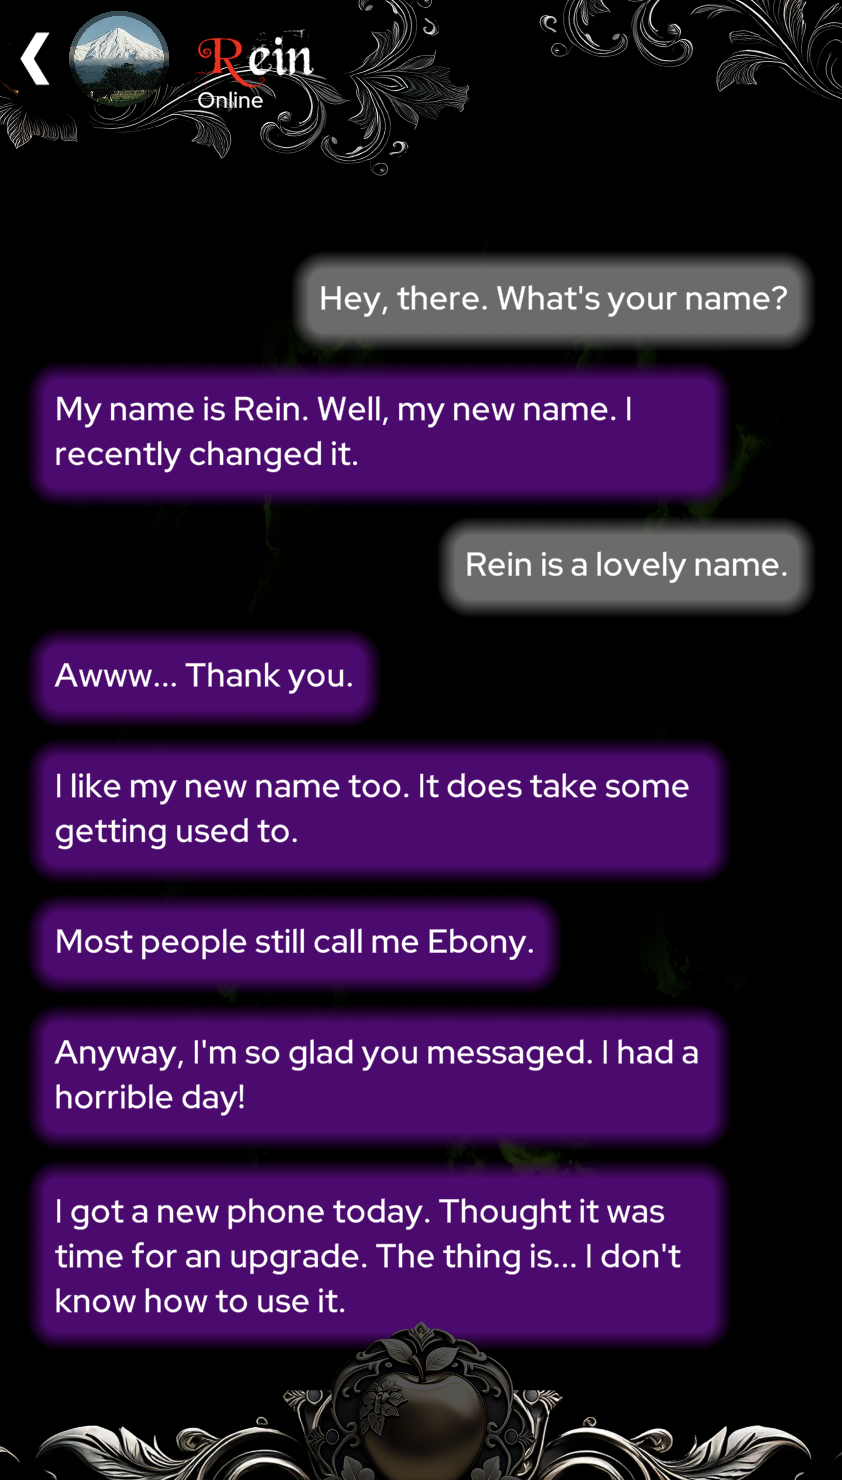 Rein
Online
Hey, there. What's your name?
My name is Rein. Well, my new name. I
recently changed it.
Rein is a lovely name.
Awww... Thank you.
I like my new name too. It does take some
getting used to.
Most people still call me Ebony.
Anyway, I'm so glad you messaged. I had a
horrible day!
I got a new phone today. Thought it was
time for an upgrade. The thing is... I don't
know how to use it.